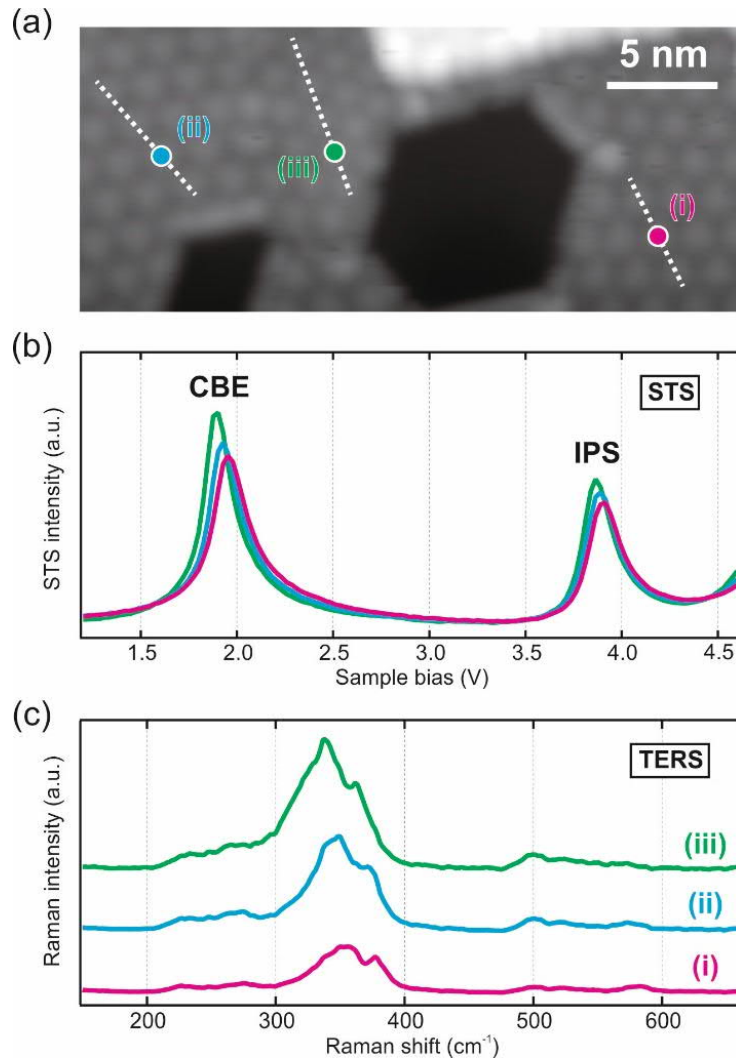 (a)
5 nm
(ii)
(iii)
(i)
(b)
CBE
STS
IPS
STS intensity (a.u.)
1.5 2.0 2.5 3.0 3.5 4.0 4.5
Sample bias (V)
(c)
TERS
Raman intensity (a.u.)
(iii)
(ii)
(i)
200 300 400 500 600
Raman shift (cm⁻¹)